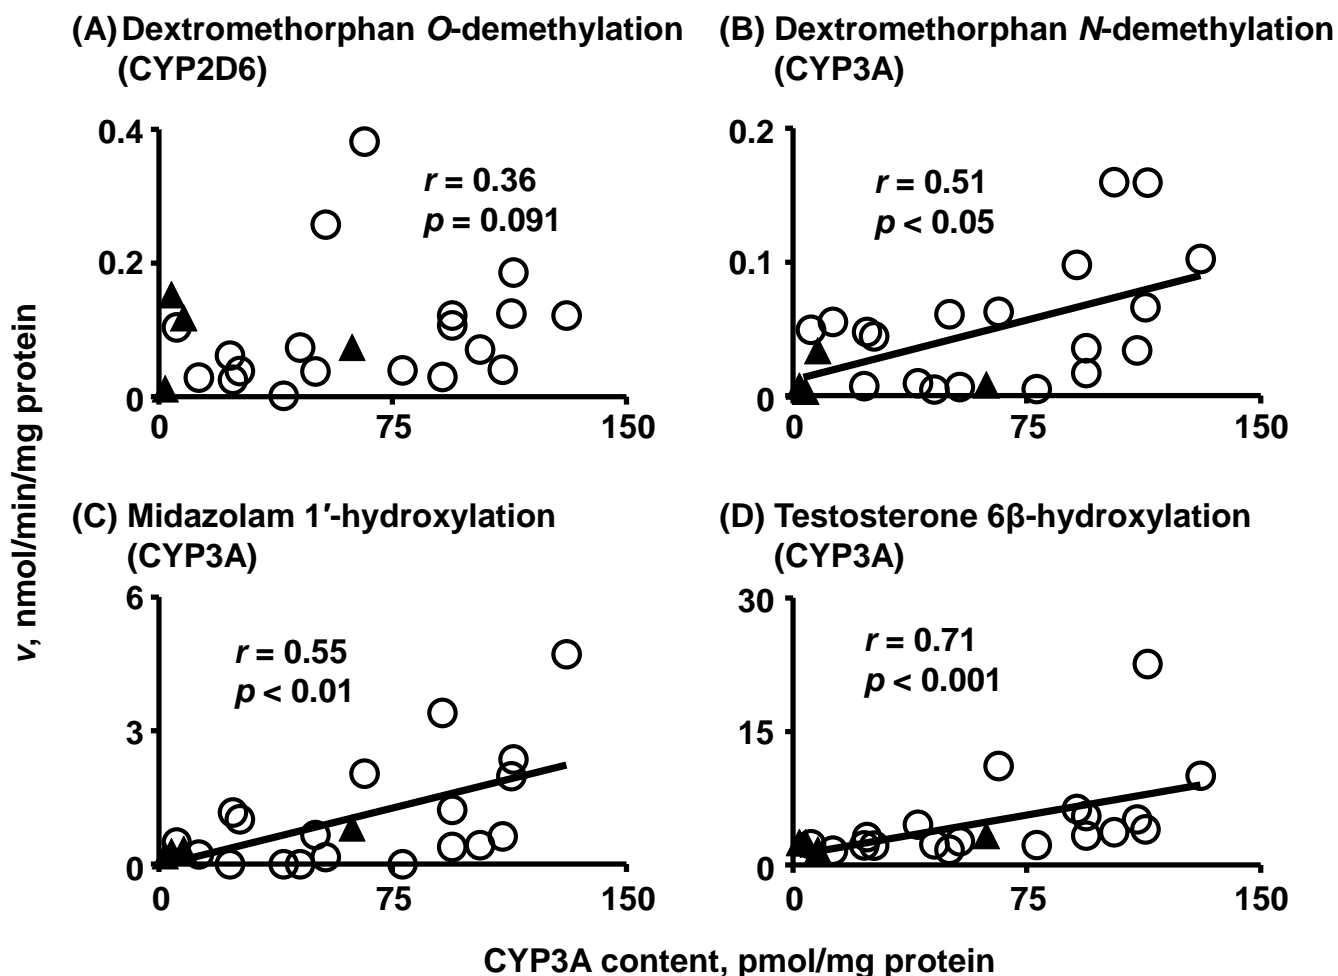 (A) Dextromethorphan O-demethylation
(CYP2D6)
0.4
0.2
0
0
75
150
r = 0.36
p = 0.091
(B) Dextromethorphan N-demethylation
(CYP3A)
0.2
0.1
0
0
75
150
r = 0.51
p < 0.05
(C) Midazolam 1′-hydroxylation
(CYP3A)
6
3
0
0
75
150
r = 0.55
p < 0.01
(D) Testosterone 6β-hydroxylation
(CYP3A)
30
15
0
0
75
150
r = 0.71
p < 0.001
v, nmol/min/mg protein
CYP3A content, pmol/mg protein